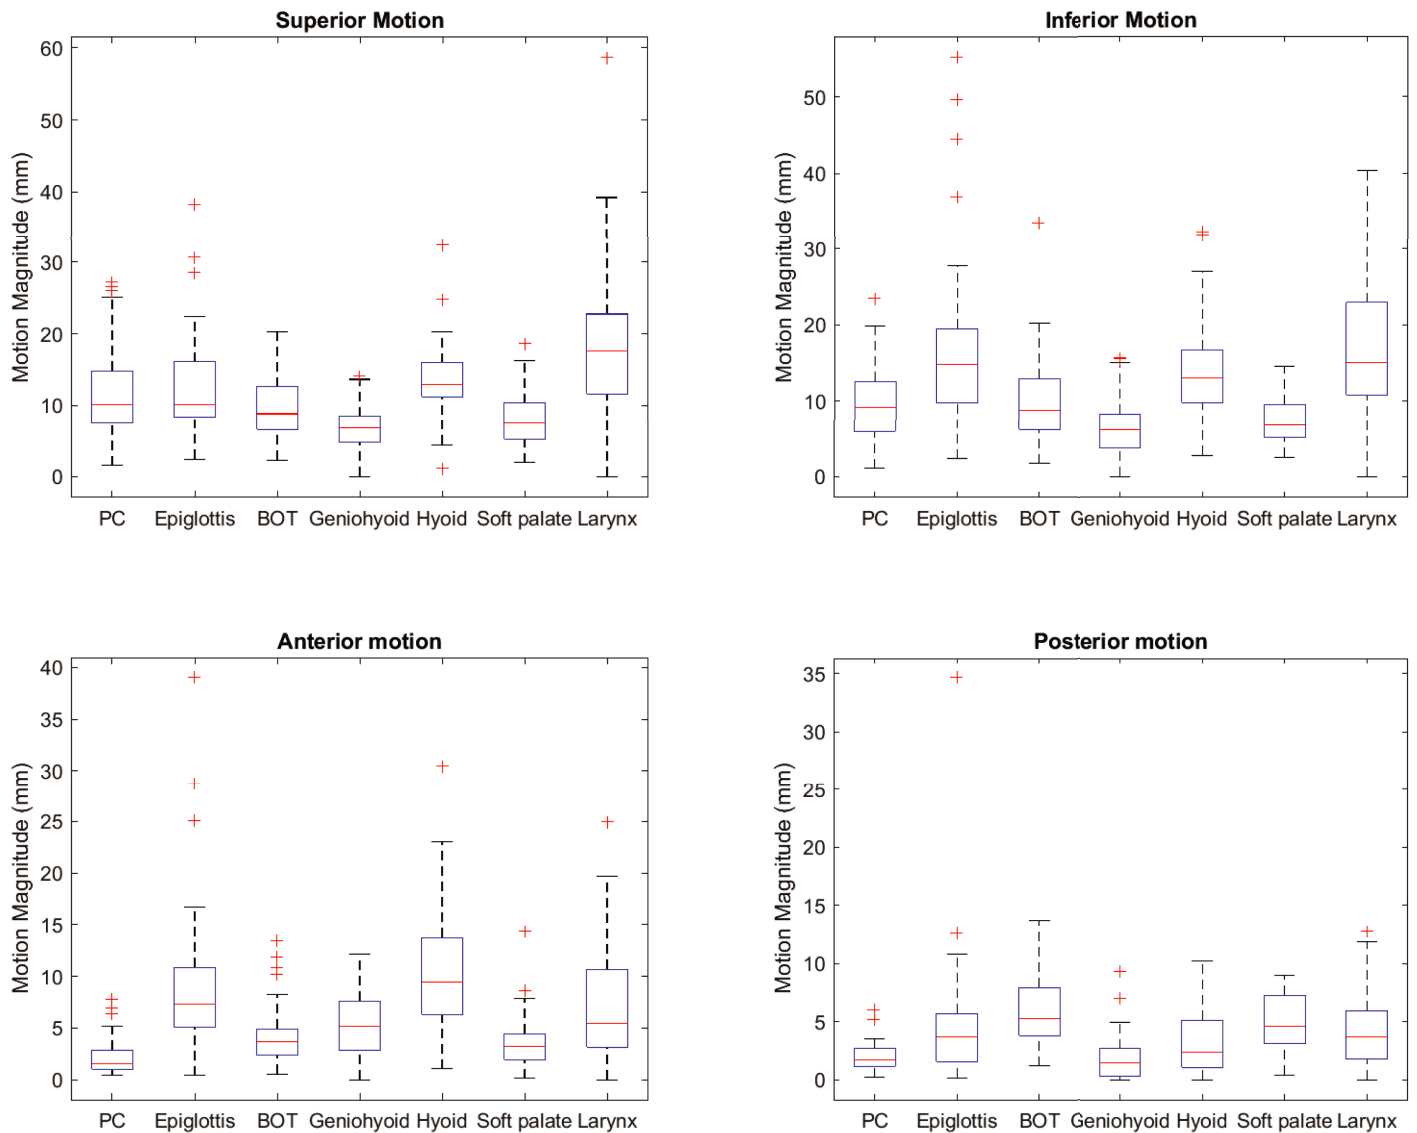 Superior Motion
Motion Magnitude (mm)
60
50
40
30
20
10
0
PC Epiglottis BOT Geniohyoid Hyoid Soft palate Larynx
Inferior Motion
Motion Magnitude (mm)
50
40
30
20
10
0
PC Epiglottis BOT Geniohyoid Hyoid Soft palate Larynx
Anterior motion
Motion Magnitude (mm)
40
35
30
25
20
15
10
5
0
PC Epiglottis BOT Geniohyoid Hyoid Soft palate Larynx
Posterior motion
Motion Magnitude (mm)
35
30
25
20
15
10
5
0
PC Epiglottis BOT Geniohyoid Hyoid Soft palate Larynx